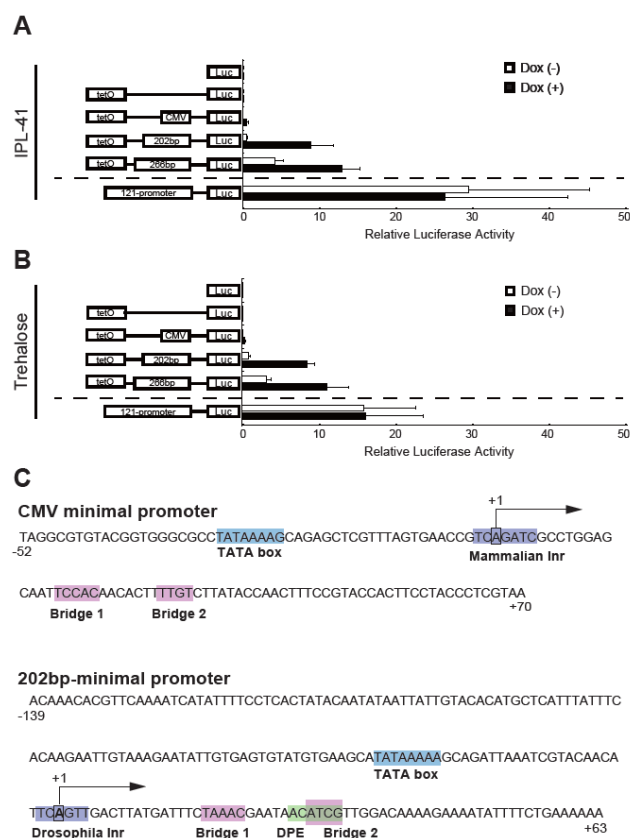 A
IPL-41
Luc
tetO Luc
tetO CMV Luc
tetO 202bp Luc
tetO 266bp Luc
121-promoter Luc
Dox (-)
Dox (+)
0 10 20 30 40 50
Relative Luciferase Activity
B
Trehalose
Luc
tetO Luc
tetO CMV Luc
tetO 202bp Luc
tetO 266bp Luc
121-promoter Luc
Dox (-)
Dox (+)
0 10 20 30 40 50
Relative Luciferase Activity
C
CMV minimal promoter
+1
TAGGCGTGTACGGTGGGCGCCTATAAAAGCAGAGCTCGTTTAGTGAACCGTCAGATCGCCTGGAG
-52
TATA box
Mammalian Inr
CAATTCCACAACACTTTTGTCTTATACCAACTTTCCGTACCACTTCCTACCCTCGTAA
Bridge 1 Bridge 2
+70
202bp-minimal promoter
ACAAACACGTTCAAAATCATATTTTCCTCACTATACAATATAATTATTGTACACATGCTCATTTATTTC
-139
ACAAGAATTGTAAAGAATATTGTGAGTGTATGTGAAGCATATAAAAAGCAGATTAAATCGTACAACA
TATA box
+1
TTCAGTTGACTTATGATTTCTAAACGAATAACATCGTTGGACAAAAGAAAATATTTTCTGAAAAAA
Drosophila Inr Bridge 1 DPE Bridge 2
+63